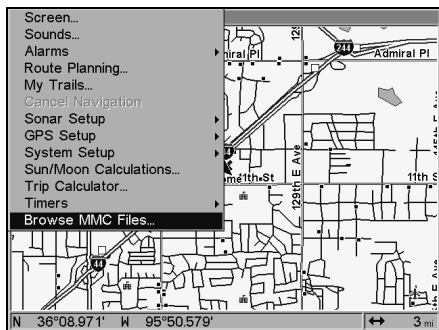 Screen...
Sounds...
Alarms
Route Planning...
My Trails...
Cancel Navigation
Sonar Setup
GPS Setup
System Setup
Sun/Moon Calculations...
Trip Calculator...
Timers
Browse MMC Files...
244
Admiral Pl
11th St
129th E Ave
44
N 36°08.971' W 95°50.579' ↔ 3 mi